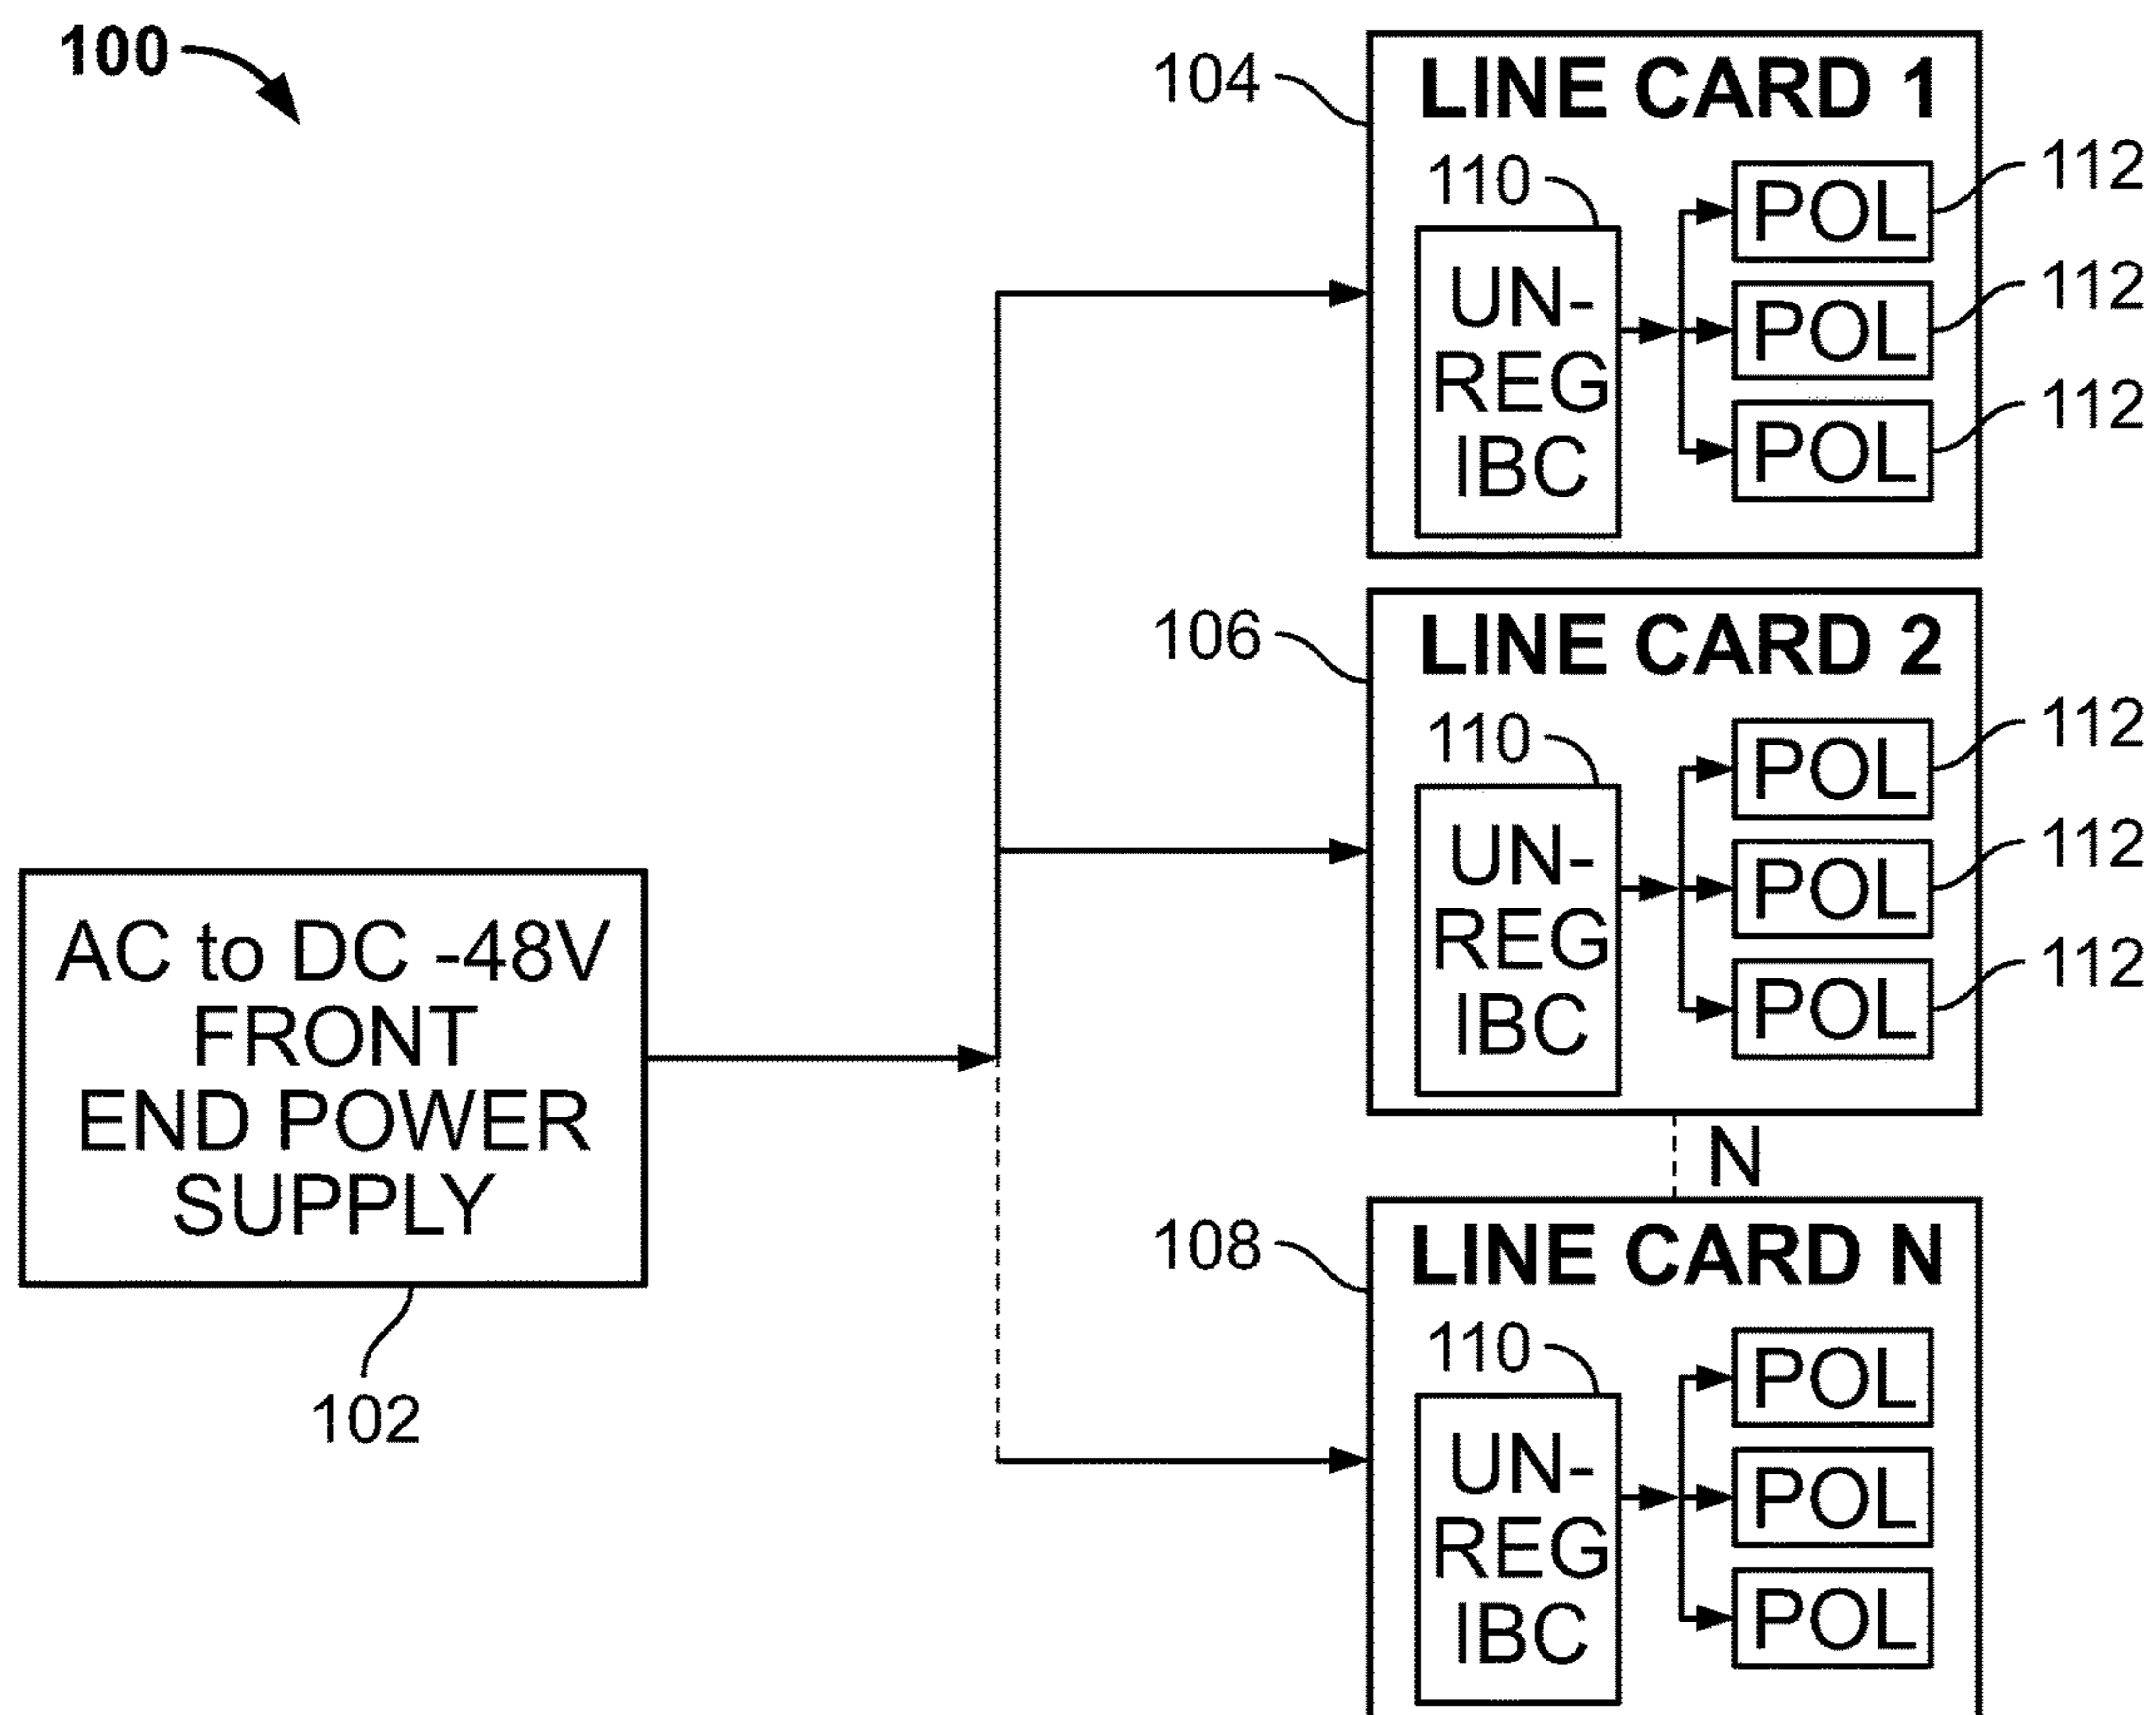 100
104
LINE CARD 1
110
UN-
REG
IBC
POL
POL
POL
112
112
112
106
LINE CARD 2
110
UN-
REG
IBC
POL
POL
POL
112
112
112
AC to DC -48V
FRONT
END POWER
SUPPLY
102
N
108
LINE CARD N
110
UN-
REG
IBC
POL
POL
POL